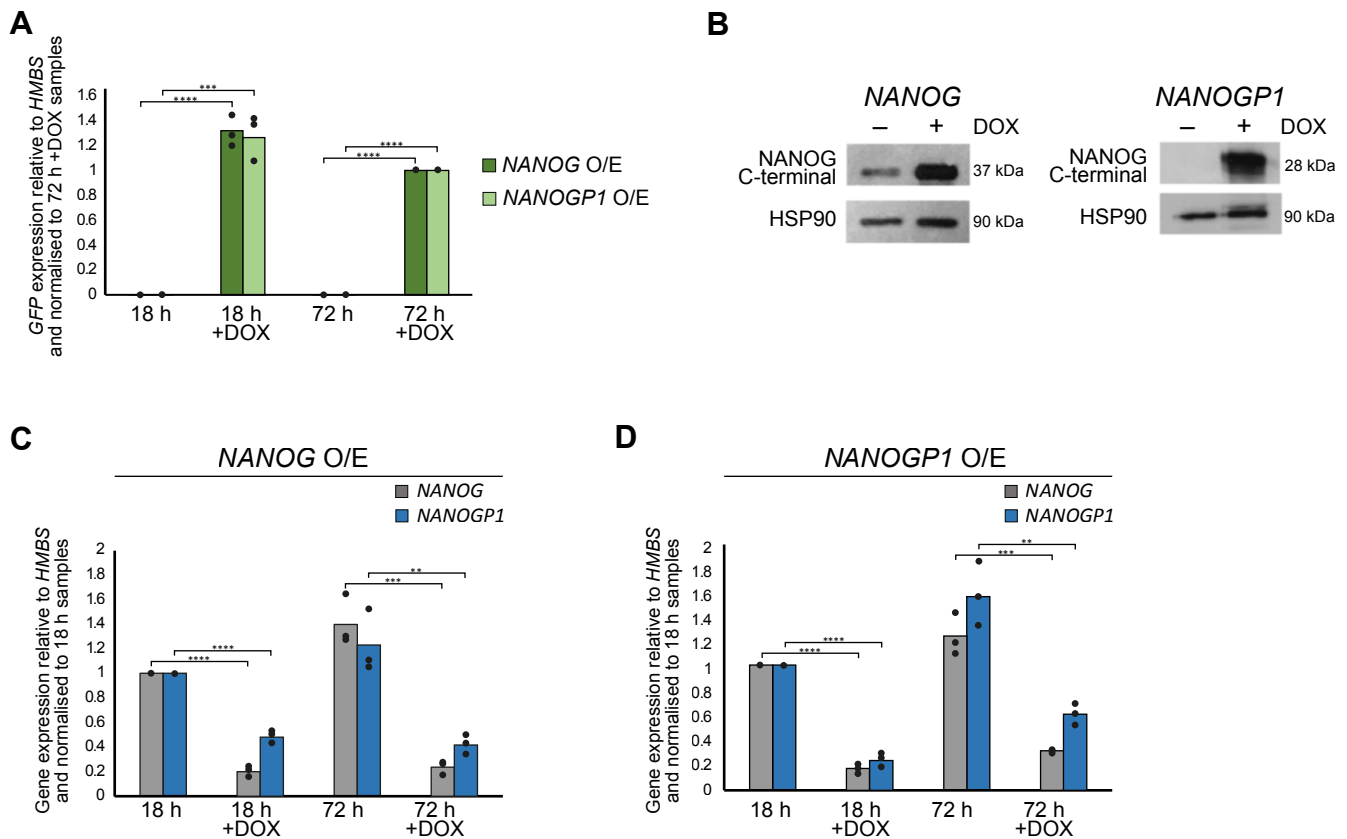 A
GFP expression relative to HMBS
and normalised to 72 h +DOX samples
1.6
1.4
1.2
1
0.8
0.6
0.4
0.2
0
***
****
****
****
18 h
18 h
+DOX
72 h
72 h
+DOX
NANOG O/E
NANOGP1 O/E
B
NANOG
– + DOX
NANOG
C-terminal
37 kDa
HSP90
90 kDa
NANOGP1
– + DOX
NANOG
C-terminal
28 kDa
HSP90
90 kDa
C
NANOG O/E
NANOG
NANOGP1
Gene expression relative to HMBS
and normalised to 18 h samples
2
1.8
1.6
1.4
1.2
1
0.8
0.6
0.4
0.2
0
****
****
**
***
18 h
18 h
+DOX
72 h
72 h
+DOX
D
NANOGP1 O/E
NANOG
NANOGP1
Gene expression relative to HMBS
and normalised to 18 h samples
2
1.8
1.6
1.4
1.2
1
0.8
0.6
0.4
0.2
0
****
****
**
***
18 h
18 h
+DOX
72 h
72 h
+DOX